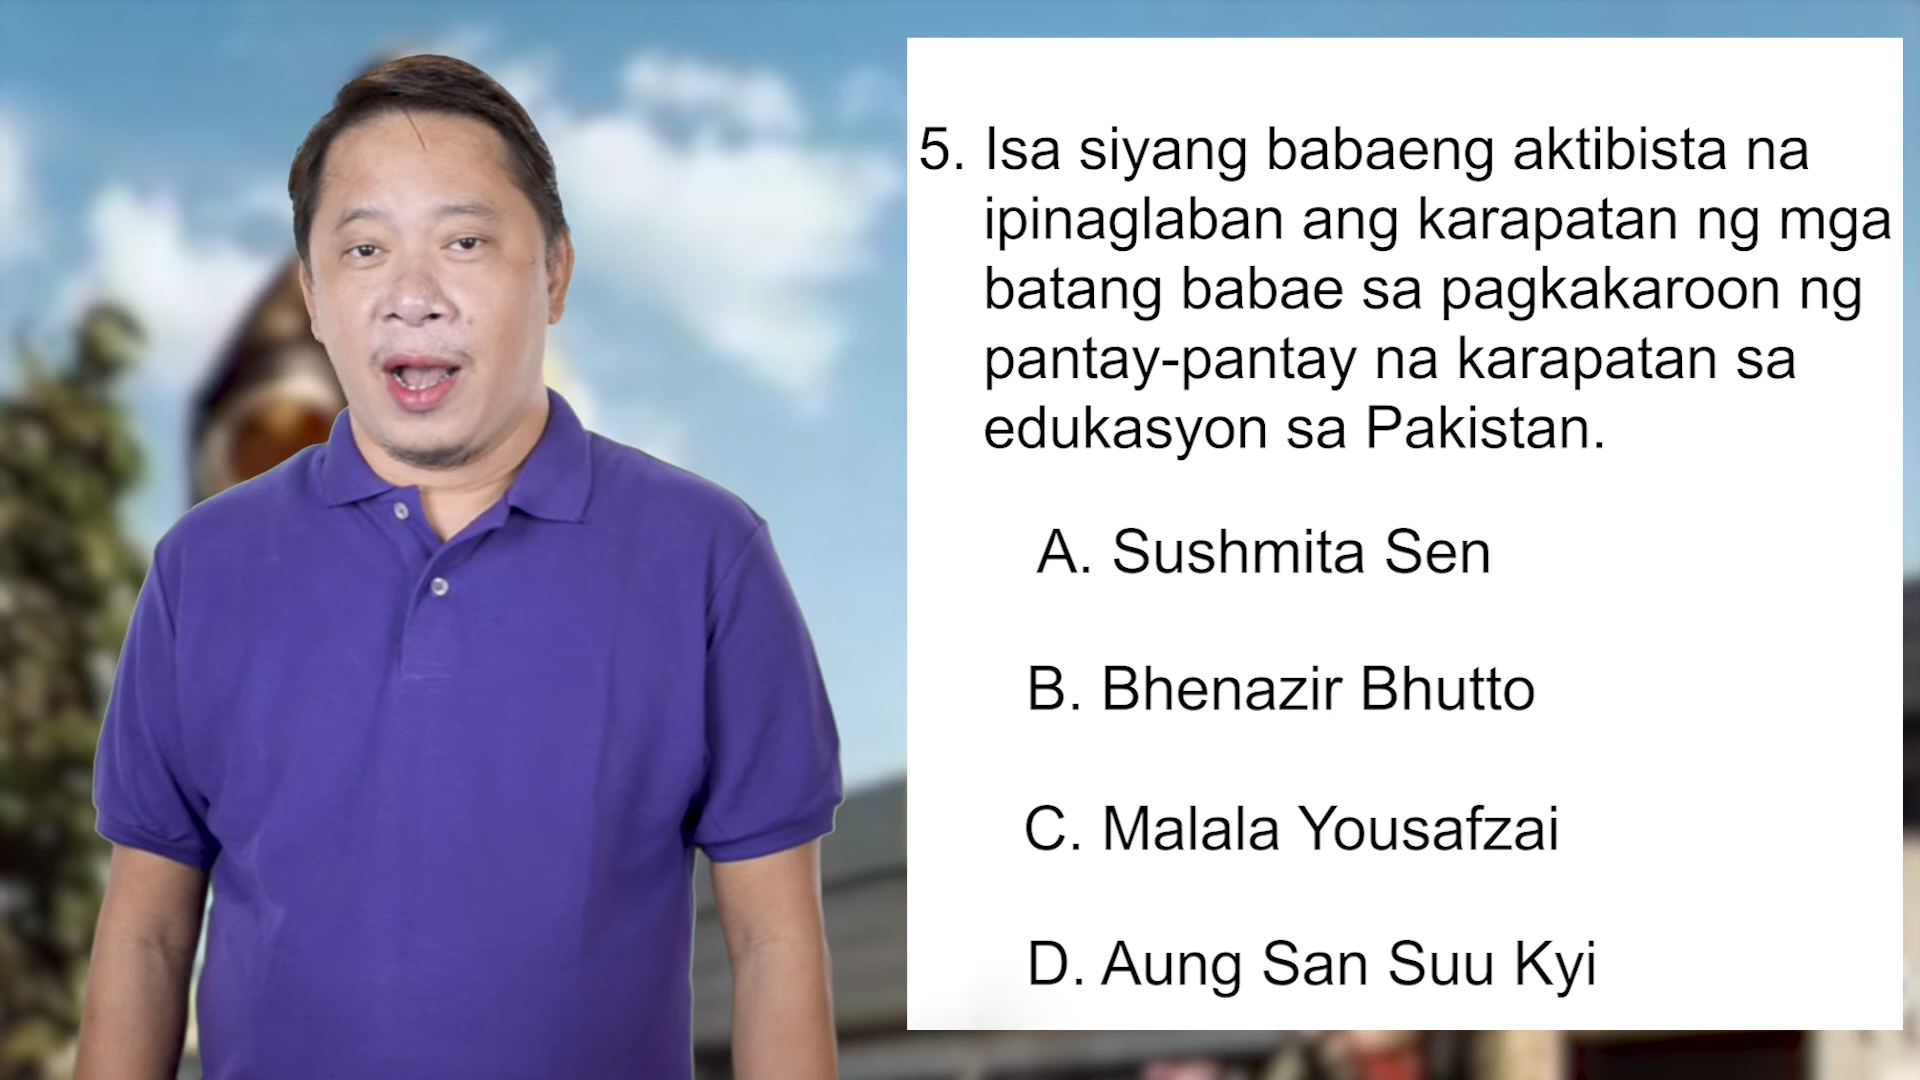 5. Isa siyang babaeng aktibista na
ipinaglaban ang karapatan ng mga
batang babae sa pagkakaroon ng
pantay-pantay na karapatan sa
edukasyon sa Pakistan.
A. Sushmita Sen
B. Bhenazir Bhutto
C. Malala Yousafzai
D. Aung San Suu Kyi